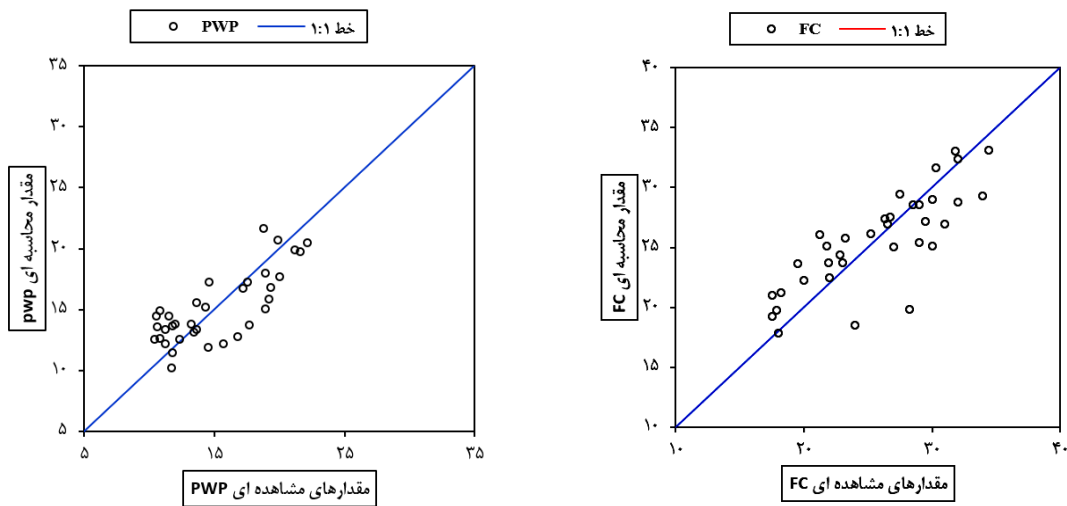 PWP خط ۱:۱
۳۵
۳۰
۲۵
۲۰
۱۵
۱۰
۵
مقدار محاسبه ای pwp
۵ ۱۵ ۲۵ ۳۵
مقدارهای مشاهده ای PWP
FC خط ۱:۱
۴۰
۳۵
۳۰
۲۵
۲۰
۱۵
۱۰
مقدار محاسبه ای FC
۱۰ ۲۰ ۳۰ ۴۰
مقدارهای مشاهده ای FC